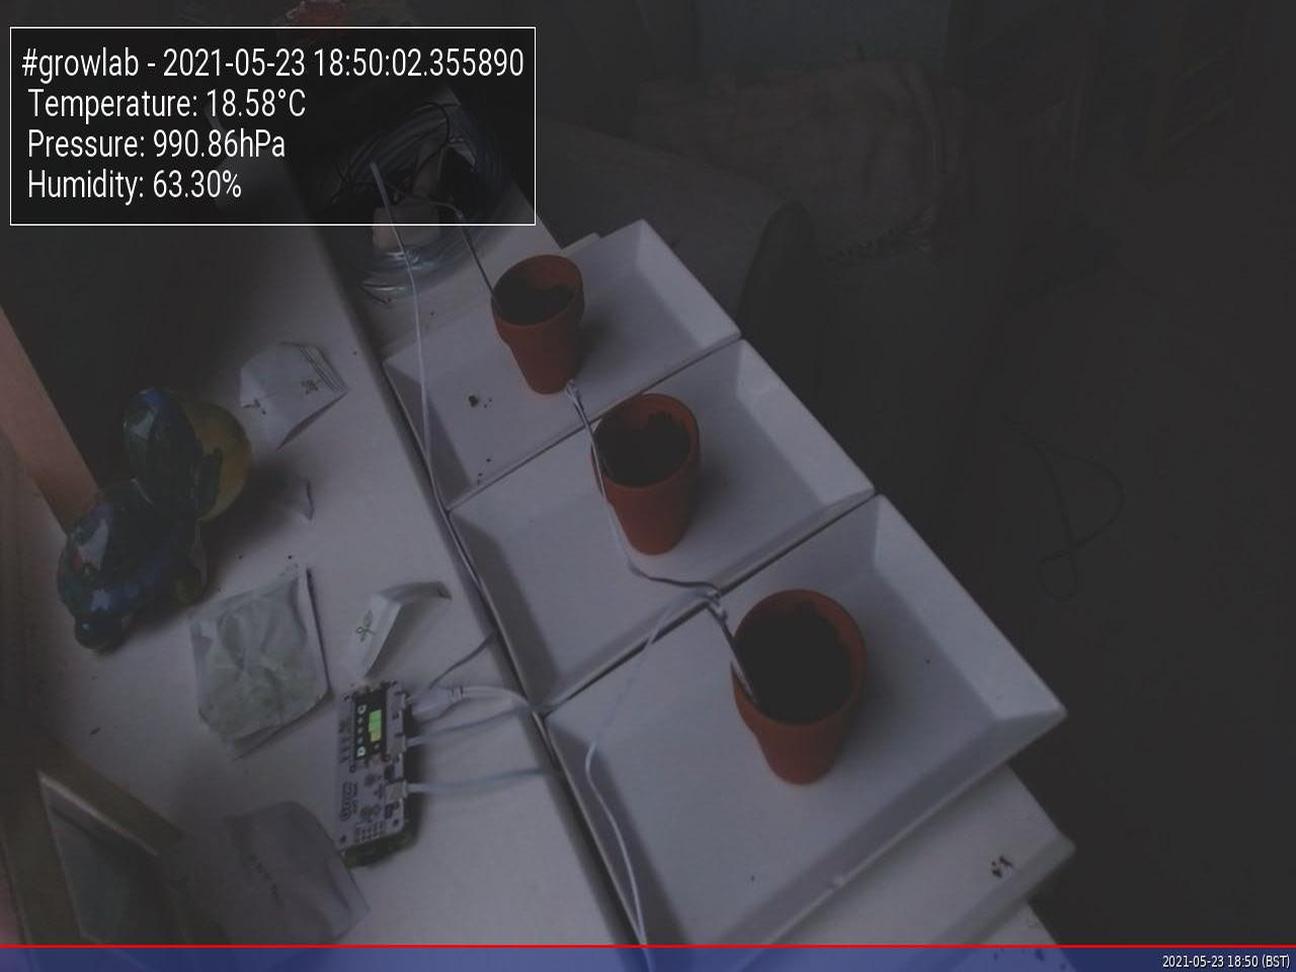 #growlab - 2021-05-23 18:50:02.355890
Temperature: 18.58°C
Pressure: 990.86hPa
Humidity: 63.30%
2021-05-23 18:50 (BST)